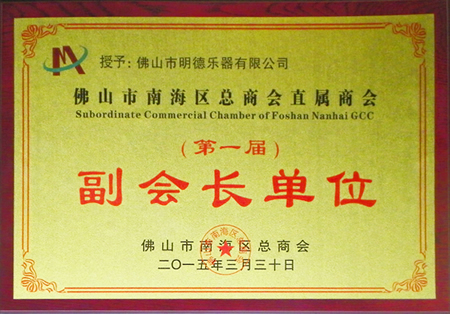 授予：佛山市明德乐器有限公司
佛山市南海区总商会直属商会
Subordinate Commercial Chamber of Foshan Nanhai GCC
（第一届）
副会长单位
佛山市南海区总商会
二〇一五年三月三十日